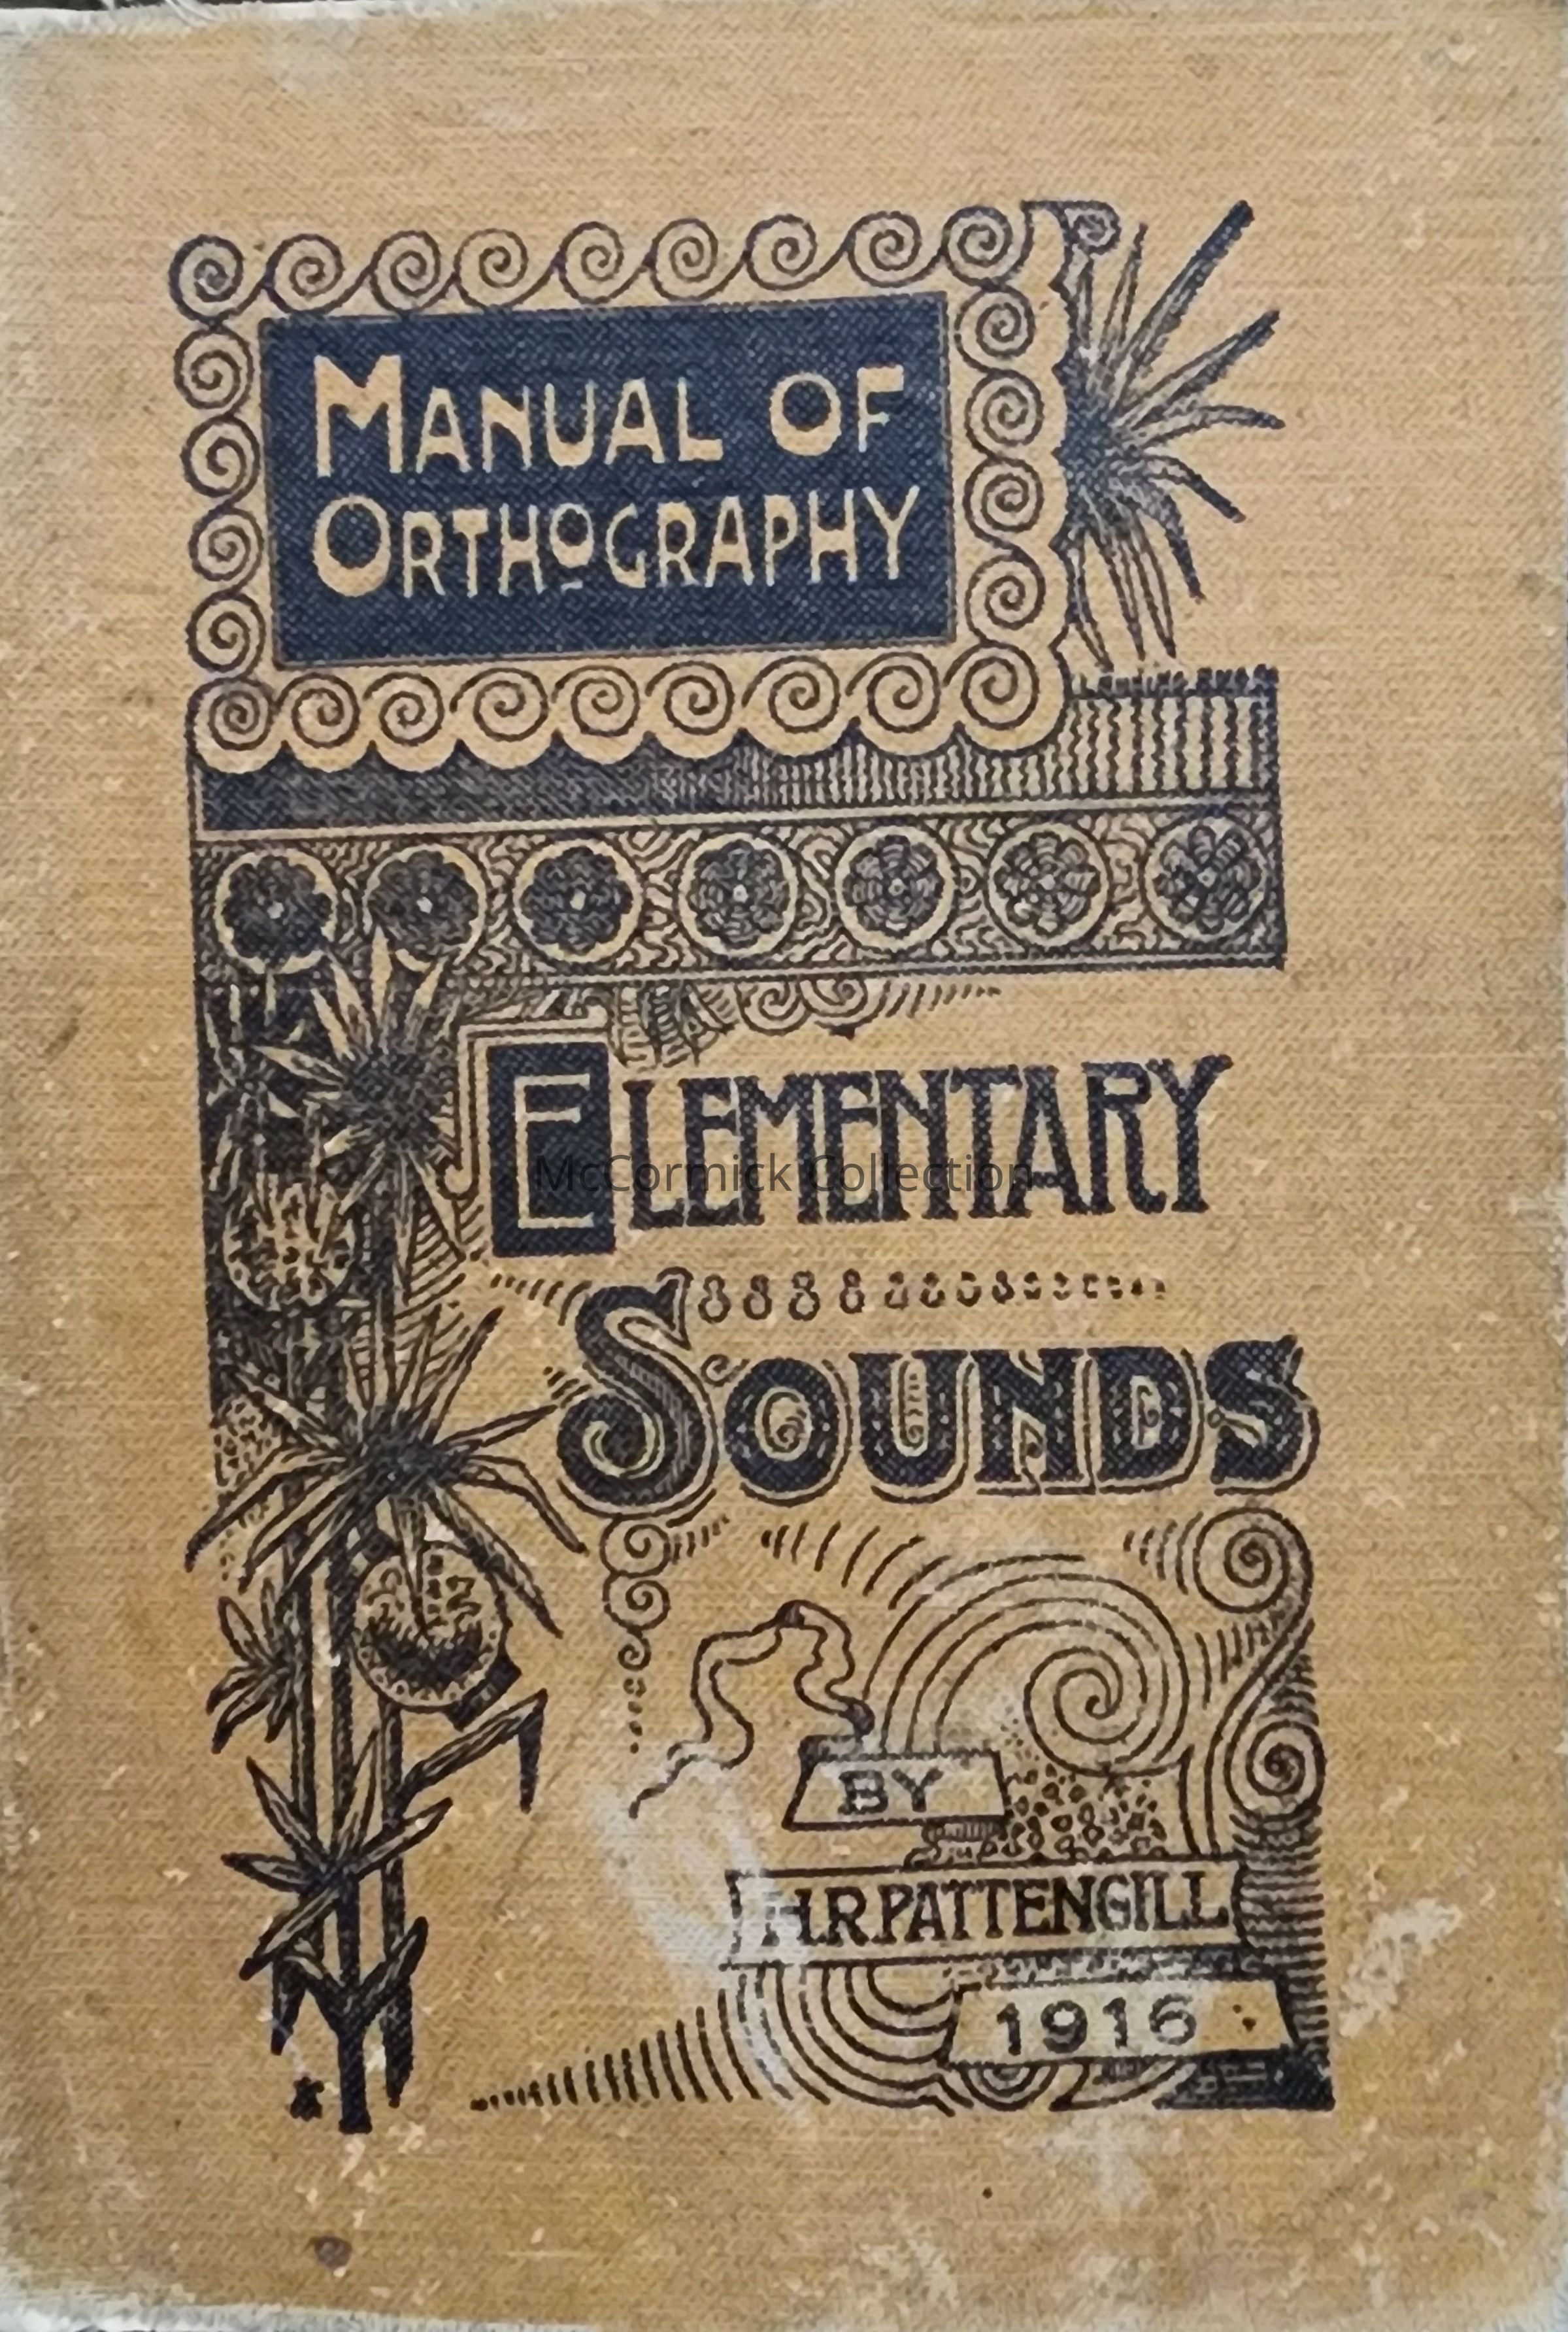 MANUAL OF
ORTHOGRAPHY
ELEMENTARY
McCormick Collection
SOUNDS
BY
H.R.PATTENGILL
1916